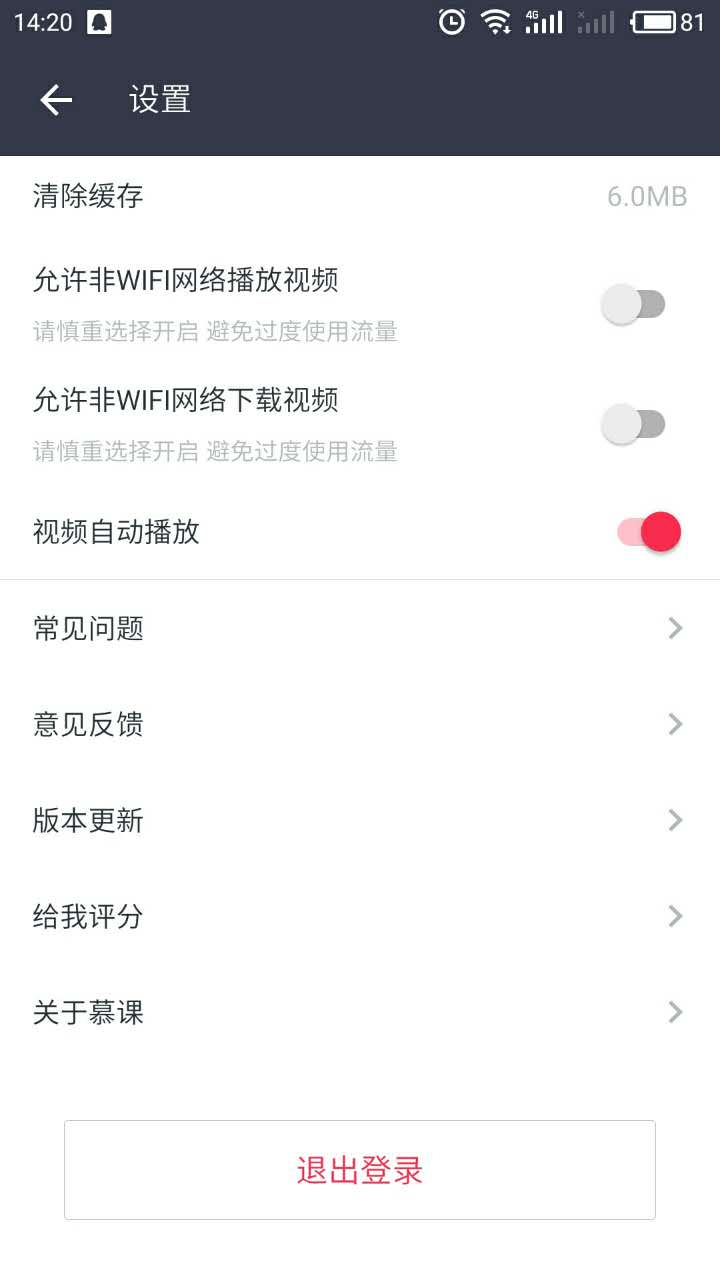 14:20 4G 81
设置
清除缓存 6.0MB
允许非WIFI网络播放视频
请慎重选择开启 避免过度使用流量
允许非WIFI网络下载视频
请慎重选择开启 避免过度使用流量
视频自动播放
常见问题
意见反馈
版本更新
给我评分
关于慕课
退出登录